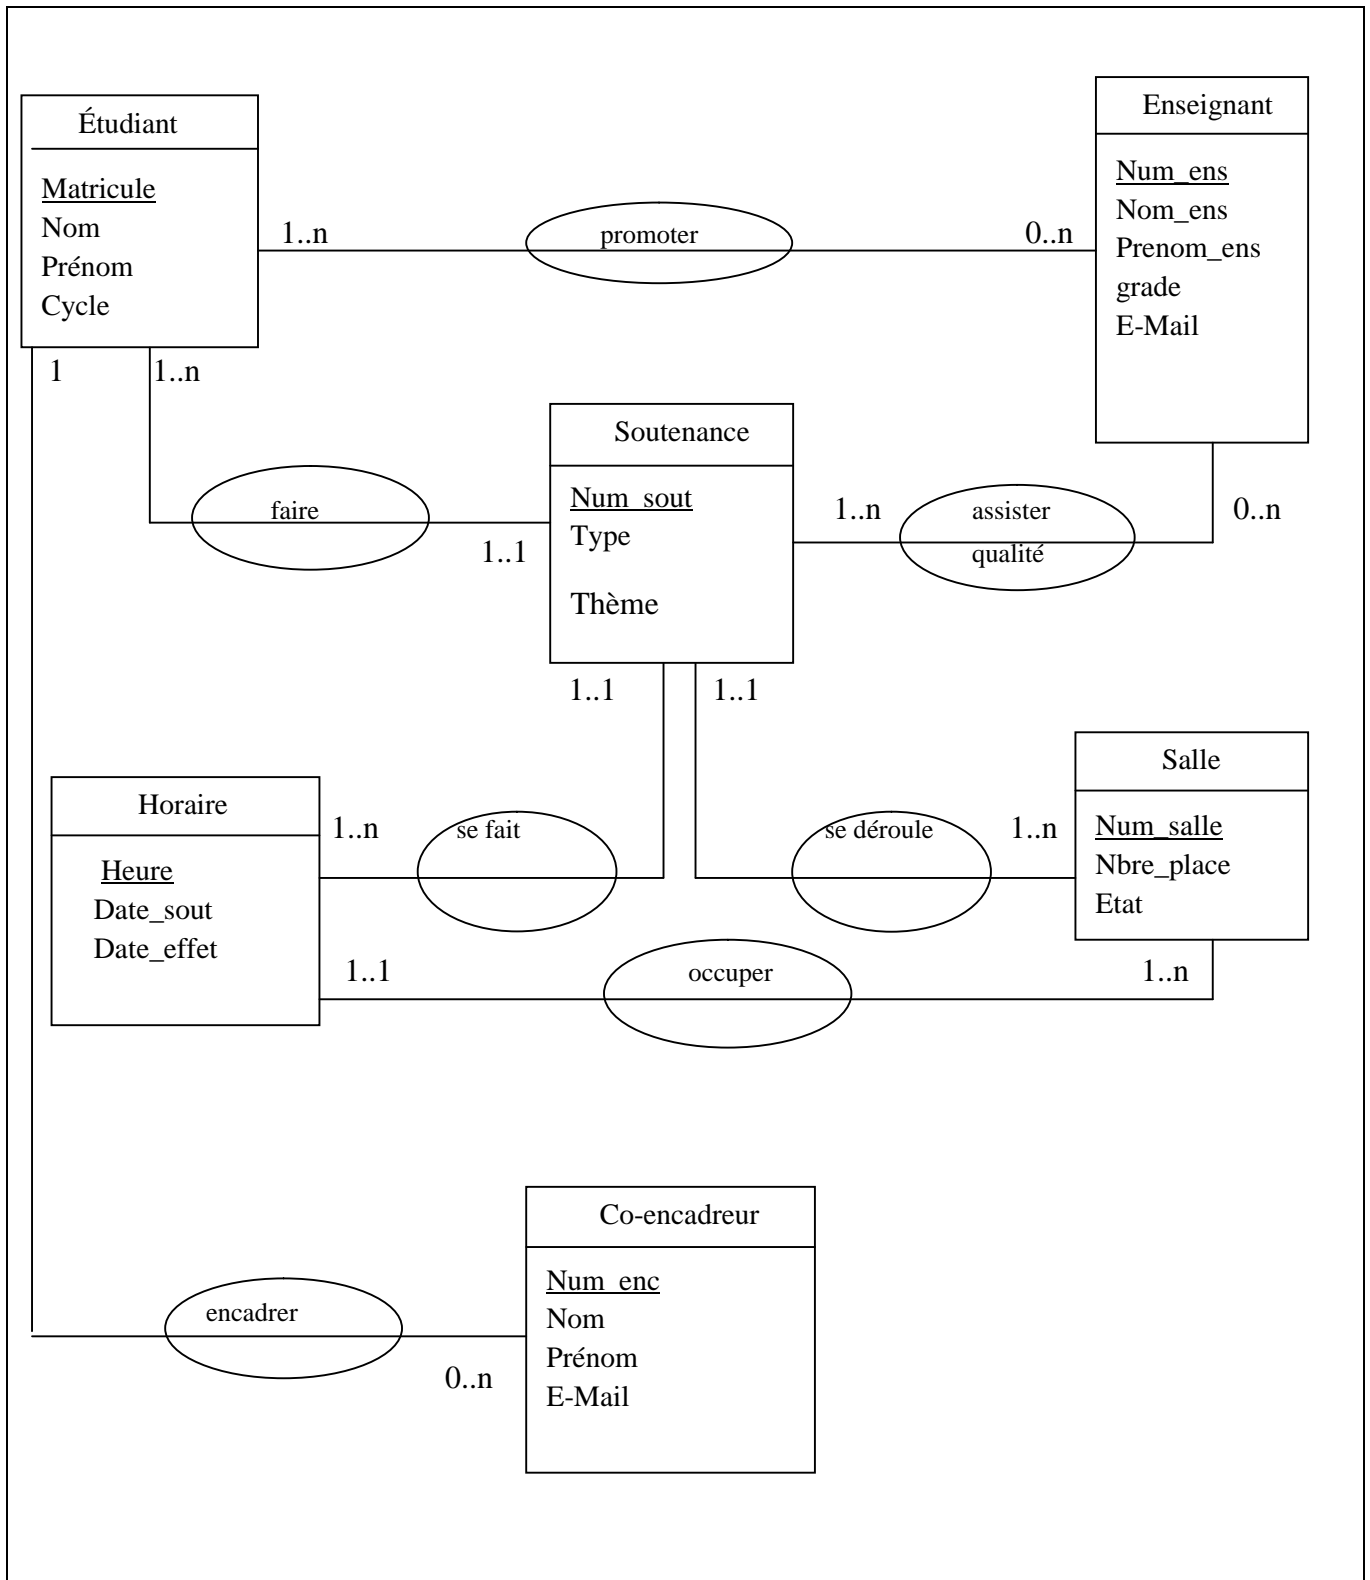 Étudiant
Matricule
Nom
Prénom
Cycle
Enseignant
Num_ens
Nom_ens
Prenom_ens
grade
E-Mail
1..n
promoter
0..n
1
1..n
faire
1..1
Soutenance
Num_sout
Type
Thème
1..n
assister
qualité
0..n
1..1
1..1
Horaire
Heure
Date_sout
Date_effet
1..n
se fait
se déroule
1..n
Salle
Num_salle
Nbre_place
Etat
1..1
occuper
1..n
Co-encadreur
Num_enc
Nom
Prénom
E-Mail
encadrer
0..n